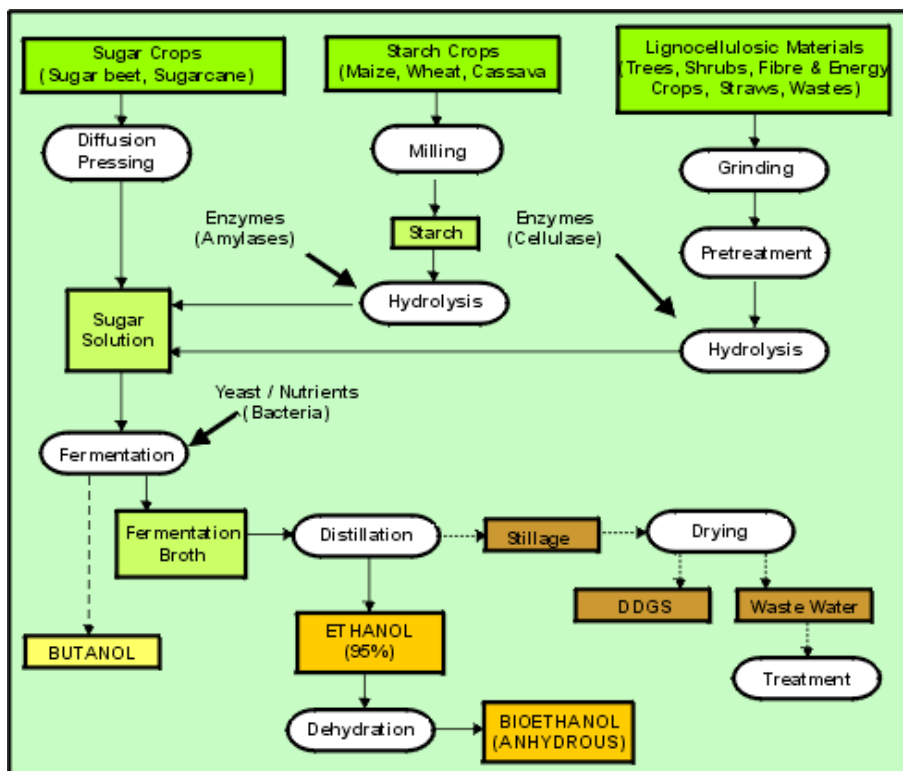 Sugar Crops
(Sugar beet, Sugarcane)
Starch Crops
(Maize, Wheat, Cassava
Lignocellulosic Materials
(Trees, Shrubs, Fibre & Energy
Crops, Straws, Wastes)
Diffusion
Pressing
Milling
Grinding
Enzymes
(Amylases)
Starch
Enzymes
(Cellulase)
Pretreatment
Hydrolysis
Sugar
Solution
Hydrolysis
Yeast / Nutrients
(Bacteria)
Fermentation
Fermentation
Broth
Distillation
Stillage
Drying
DDGS
Waste Water
BUTANOL
ETHANOL
(95%)
Treatment
Dehydration
BIOETHANOL
(ANHYDROUS)